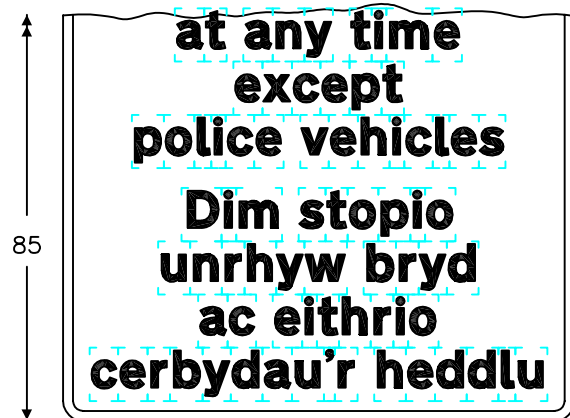 at any time
except
police vehicles
85
Dim stopio
unrhyw bryd
ac eithrio
cerbydau'r heddlu